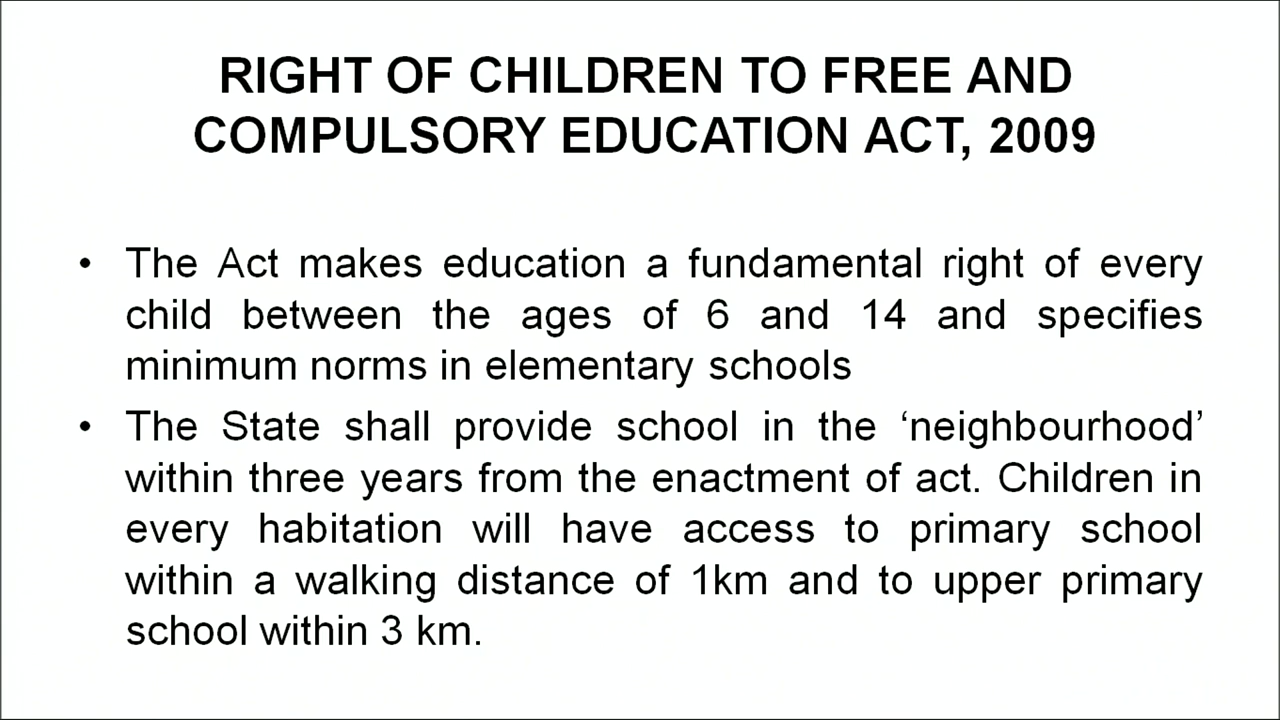 RIGHT OF CHILDREN TO FREE AND
COMPULSORY EDUCATION ACT, 2009
• The Act makes education a fundamental right of every
child between the ages of 6 and 14 and specifies
minimum norms in elementary schools
• The State shall provide school in the ‘neighbourhood’
within three years from the enactment of act. Children in
every habitation will have access to primary school
within a walking distance of 1km and to upper primary
school within 3 km.